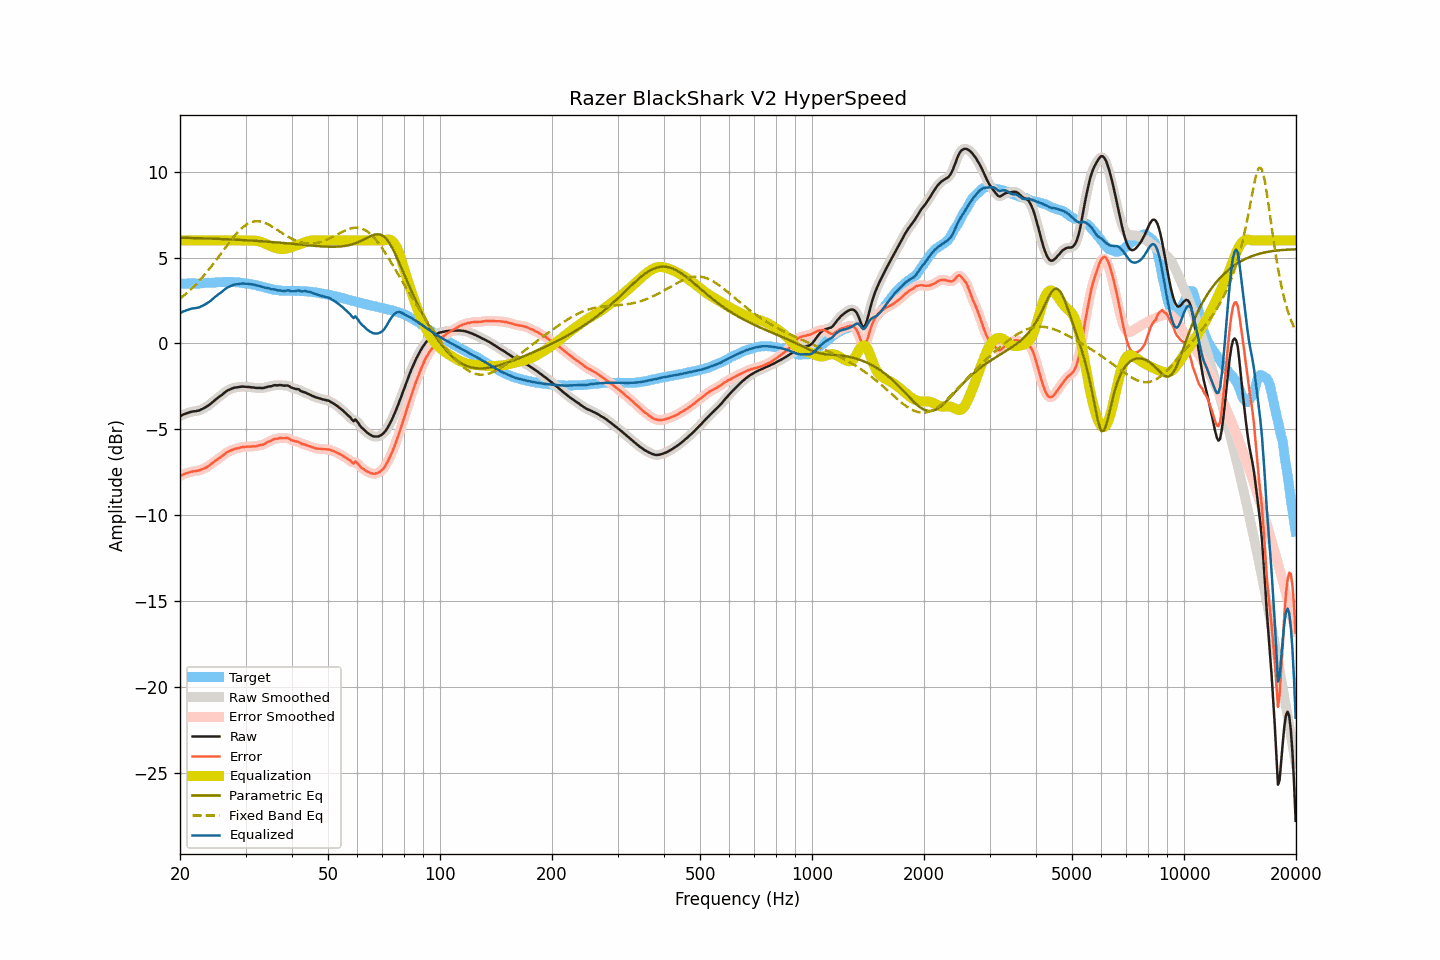 Razer BlackShark V2 HyperSpeed
10
5
0
−5
−10
−15
−20
−25
Amplitude (dBr)
Target
Raw Smoothed
Error Smoothed
Raw
Error
Equalization
Parametric Eq
Fixed Band Eq
Equalized
20 50 100 200 500 1000 2000 5000 10000 20000
Frequency (Hz)